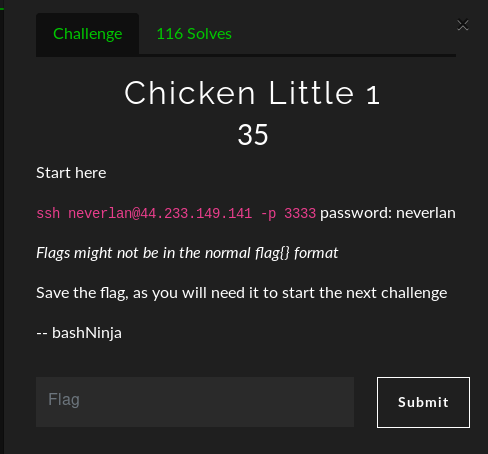 Challenge
116 Solves
Chicken Little 1
35
Start here
ssh neverlan@44.233.149.141 -p 3333 password: neverlan
Flags might not be in the normal flag{} format
Save the flag, as you will need it to start the next challenge
-- bashNinja
Flag
Submit